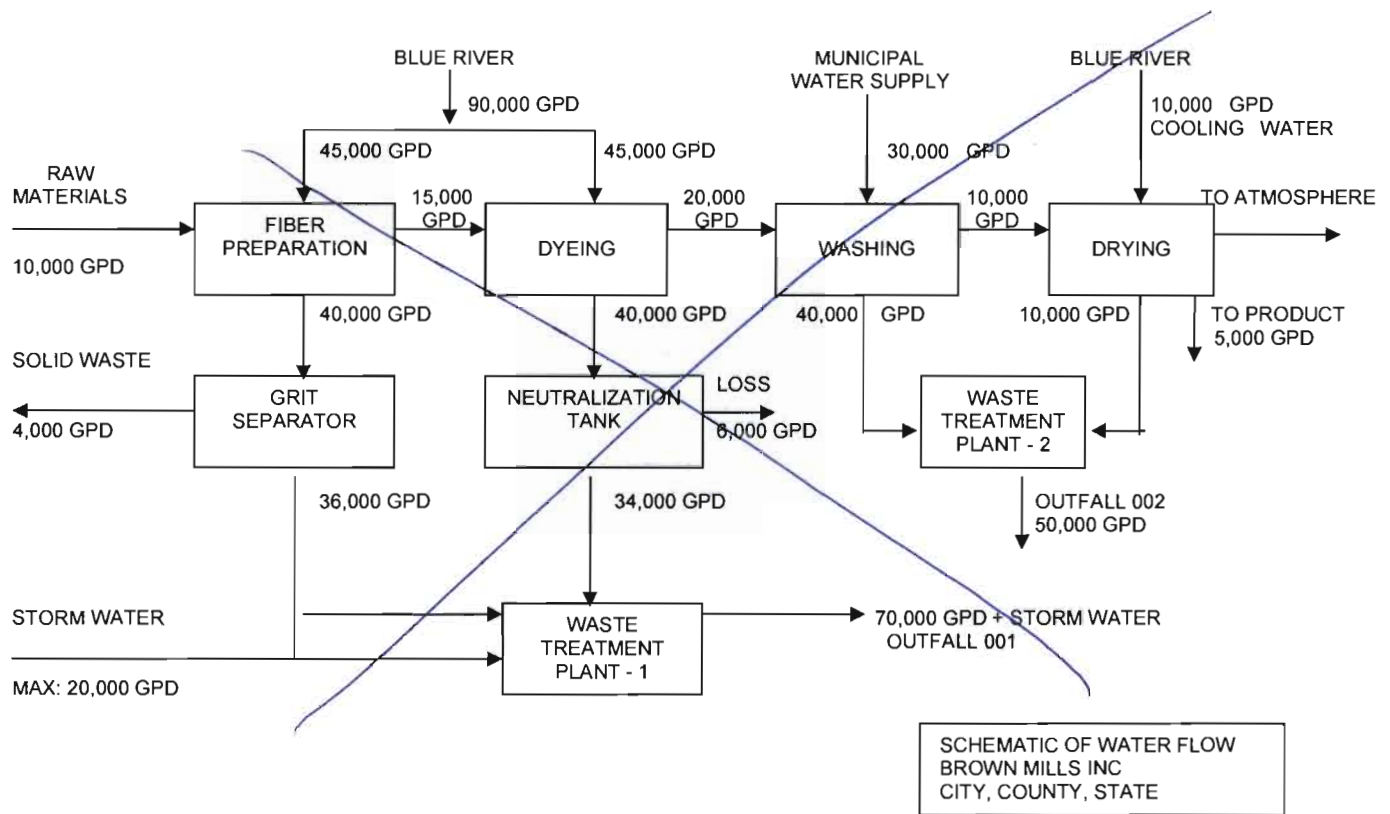 BLUE RIVER
90,000 GPD
MUNICIPAL
WATER SUPPLY
BLUE RIVER
10,000 GPD
COOLING WATER
45,000 GPD
45,000 GPD
30,000 GPD
RAW
MATERIALS
10,000 GPD
FIBER
PREPARATION
15,000
GPD
DYEING
20,000
GPD
WASHING
10,000
GPD
DRYING
TO ATMOSPHERE
40,000 GPD
40,000 GPD
40,000 GPD
10,000 GPD
TO PRODUCT
5,000 GPD
SOLID WASTE
4,000 GPD
GRIT
SEPARATOR
NEUTRALIZATION
TANK
LOSS
6,000 GPD
WASTE
TREATMENT
PLANT - 2
36,000 GPD
34,000 GPD
OUTFALL 002
50,000 GPD
STORM WATER
MAX: 20,000 GPD
WASTE
TREATMENT
PLANT - 1
70,000 GPD + STORM WATER
OUTFALL 001
SCHEMATIC OF WATER FLOW
BROWN MILLS INC
CITY, COUNTY, STATE